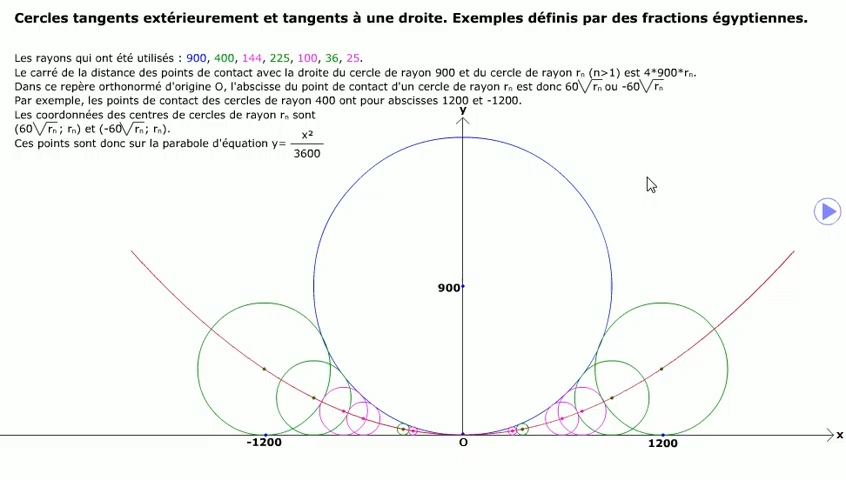 Cercles tangents extérieurement et tangents à une droite. Exemples définis par des fractions égyptiennes.
Les rayons qui ont été utilisés : 900, 400, 144, 225, 100, 36, 25.
Le carré de la distance des points de contact avec la droite du cercle de rayon 900 et du cercle de rayon rₙ (n>1) est 4*900*rₙ.
Dans ce repère orthonormé d'origine O, l'abscisse du point de contact d'un cercle de rayon rₙ est donc 60√rₙ ou -60√rₙ
Par exemple, les points de contact des cercles de rayon 400 ont pour abscisses 1200 et -1200.
Les coordonnées des centres de cercles de rayon rₙ sont
(60√rₙ ; rₙ) et (-60√rₙ ; rₙ).
Ces points sont donc sur la parabole d'équation y= x²/3600
y
900
-1200
O
1200
x